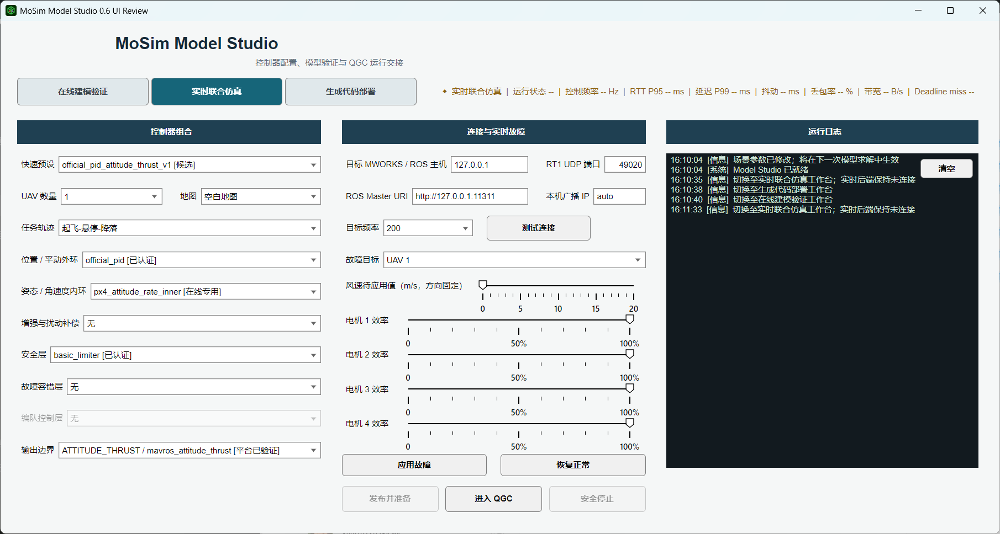 MoSim Model Studio 0.6 UI Review
MoSim Model Studio
控制器配置、模型验证与 QGC 运行交接
在线建模验证
实时联合仿真
生成代码部署
◆ 实时联合仿真 | 运行状态 -- | 控制频率 -- Hz | RTT P95 -- ms | 延迟 P99 -- ms | 抖动 -- ms | 丢包率 -- % | 带宽 -- B/s | Deadline miss --
控制器组合
快速预设 official_pid_attitude_thrust_v1 [候选]
UAV 数量 1 地图 空白地图
任务轨迹 起飞-悬停-降落
位置 / 平动外环 official_pid [已认证]
姿态 / 角速度内环 px4_attitude_rate_inner [在线专用]
增强与扰动补偿 无
安全层 basic_limiter [已认证]
故障容错层 无
编队控制层 无
输出边界 ATTITUDE_THRUST / mavros_attitude_thrust [平台已验证]
连接与实时故障
目标 MWORKS / ROS 主机 127.0.0.1 RT1 UDP 端口 49020
ROS Master URI http://127.0.0.1:11311 本机广播 IP auto
目标频率 200 测试连接
故障目标 UAV 1
风速待应用值（m/s，方向固定）
0 5 10 15 20
电机 1 效率
0 50% 100%
电机 2 效率
0 50% 100%
电机 3 效率
0 50% 100%
电机 4 效率
0 50% 100%
应用故障 恢复正常
发布并准备 进入 QGC 安全停止
运行日志
清空
16:10:04 [信息] 场景参数已修改；将在下一次模型求解中生效
16:10:04 [系统] Model Studio 已就绪
16:10:35 [信息] 切换至实时联合仿真工作台；实时后端保持未连接
16:10:38 [信息] 切换至生成代码部署工作台
16:10:40 [信息] 切换至在线建模验证工作台
16:11:33 [信息] 切换至实时联合仿真工作台；实时后端保持未连接